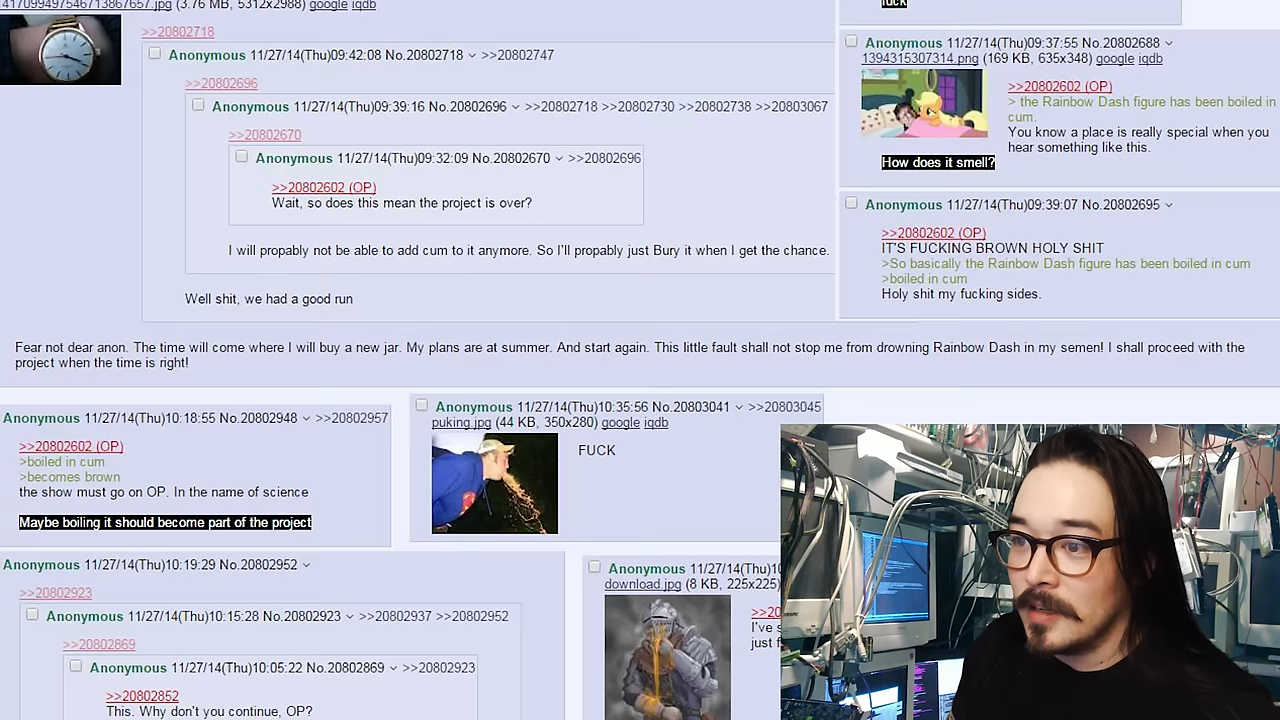 417099497546713867657.jpg (3.76 MB, 5312x2988) google iqdb
>>20802718
Anonymous 11/27/14(Thu)09:42:08 No.20802718 >>20802747
>>20802696
Anonymous 11/27/14(Thu)09:39:16 No.20802696 >>20802718 >>20802730 >>20802738 >>20803067
>>20802670
Anonymous 11/27/14(Thu)09:32:09 No.20802670 >>20802696
>>20802602 (OP)
Wait, so does this mean the project is over?
I will propably not be able to add cum to it anymore. So I'll propably just Bury it when I get the chance.
Well shit, we had a good run
Fear not dear anon. The time will come where I will buy a new jar. My plans are at summer. And start again. This little fault shall not stop me from drowning Rainbow Dash in my semen! I shall proceed with the
project when the time is right!
fuck
Anonymous 11/27/14(Thu)09:37:55 No.20802688
1394315307314.png (169 KB, 635x348) google iqdb
>>20802602 (OP)
> the Rainbow Dash figure has been boiled in
cum.
You know a place is really special when you
hear something like this.
How does it smell?
Anonymous 11/27/14(Thu)09:39:07 No.20802695
>>20802602 (OP)
IT'S FUCKING BROWN HOLY SHIT
>So basically the Rainbow Dash figure has been boiled in cum
>boiled in cum
Holy shit my fucking sides.
Anonymous 11/27/14(Thu)10:18:55 No.20802948 >>20802957
>>20802602 (OP)
>boiled in cum
>becomes brown
the show must go on OP. In the name of science
Maybe boiling it should become part of the project
Anonymous 11/27/14(Thu)10:35:56 No.20803041 >>20803045
puking.jpg (44 KB, 350x280) google iqdb
FUCK
Anonymous 11/27/14(Thu)10:19:29 No.20802952
>>20802923
Anonymous 11/27/14(Thu)10:15:28 No.20802923 >>20802937 >>20802952
>>20802869
Anonymous 11/27/14(Thu)10:05:22 No.20802869 >>20802923
>>20802852
This. Why don't you continue, OP?
Anonymous 11/27/14(Thu)10
download.jpg (8 KB, 225x225)
>>20
I've s
just f